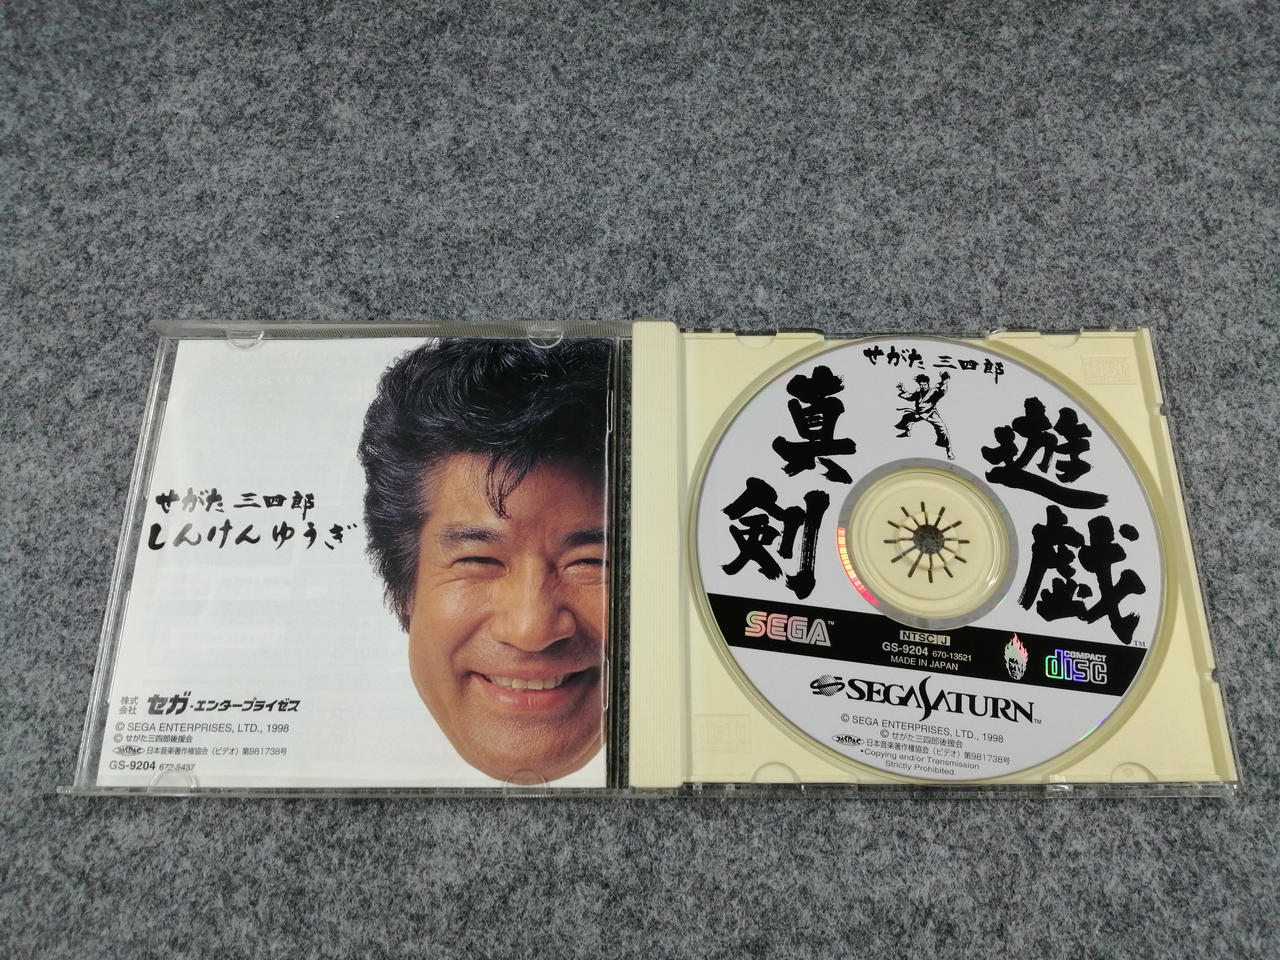 せがた三四郎
しんけんゆうぎ
株式会社 セガ・エンタープライゼス
© SEGA ENTERPRISES, LTD., 1998
© せがた三四郎後援会
日本音楽著作権協会(ビデオ)第981738号
GS-9204 672-5437
せがた三四郎
真剣
遊戯
TM
SEGA™
NTSC J
GS-9204 670-13521
MADE IN JAPAN
COMPACT
disc
SEGA SATURN™
© SEGA ENTERPRISES, LTD., 1998
© せがた三四郎後援会
日本音楽著作権協会(ビデオ)第981738号
•Copying and/or Transmission
Strictly Prohibited.